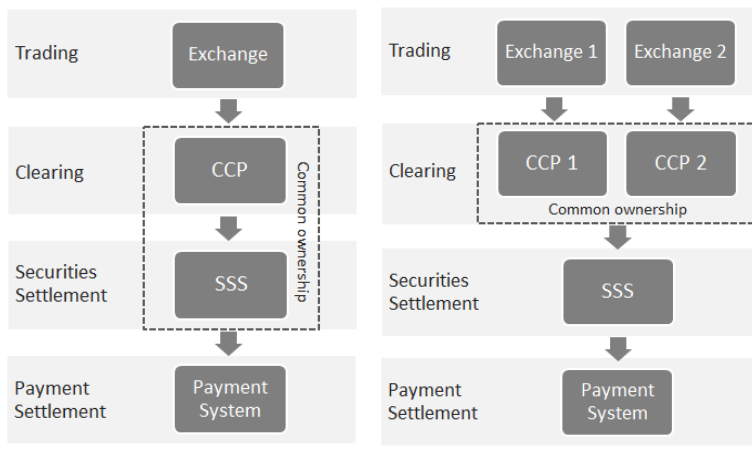 Trading
Exchange
Clearing
CCP
Common ownership
Securities
Settlement
SSS
Payment
Settlement
Payment
System
Trading
Exchange 1
Exchange 2
Clearing
CCP 1
CCP 2
Common ownership
Securities
Settlement
SSS
Payment
Settlement
Payment
System